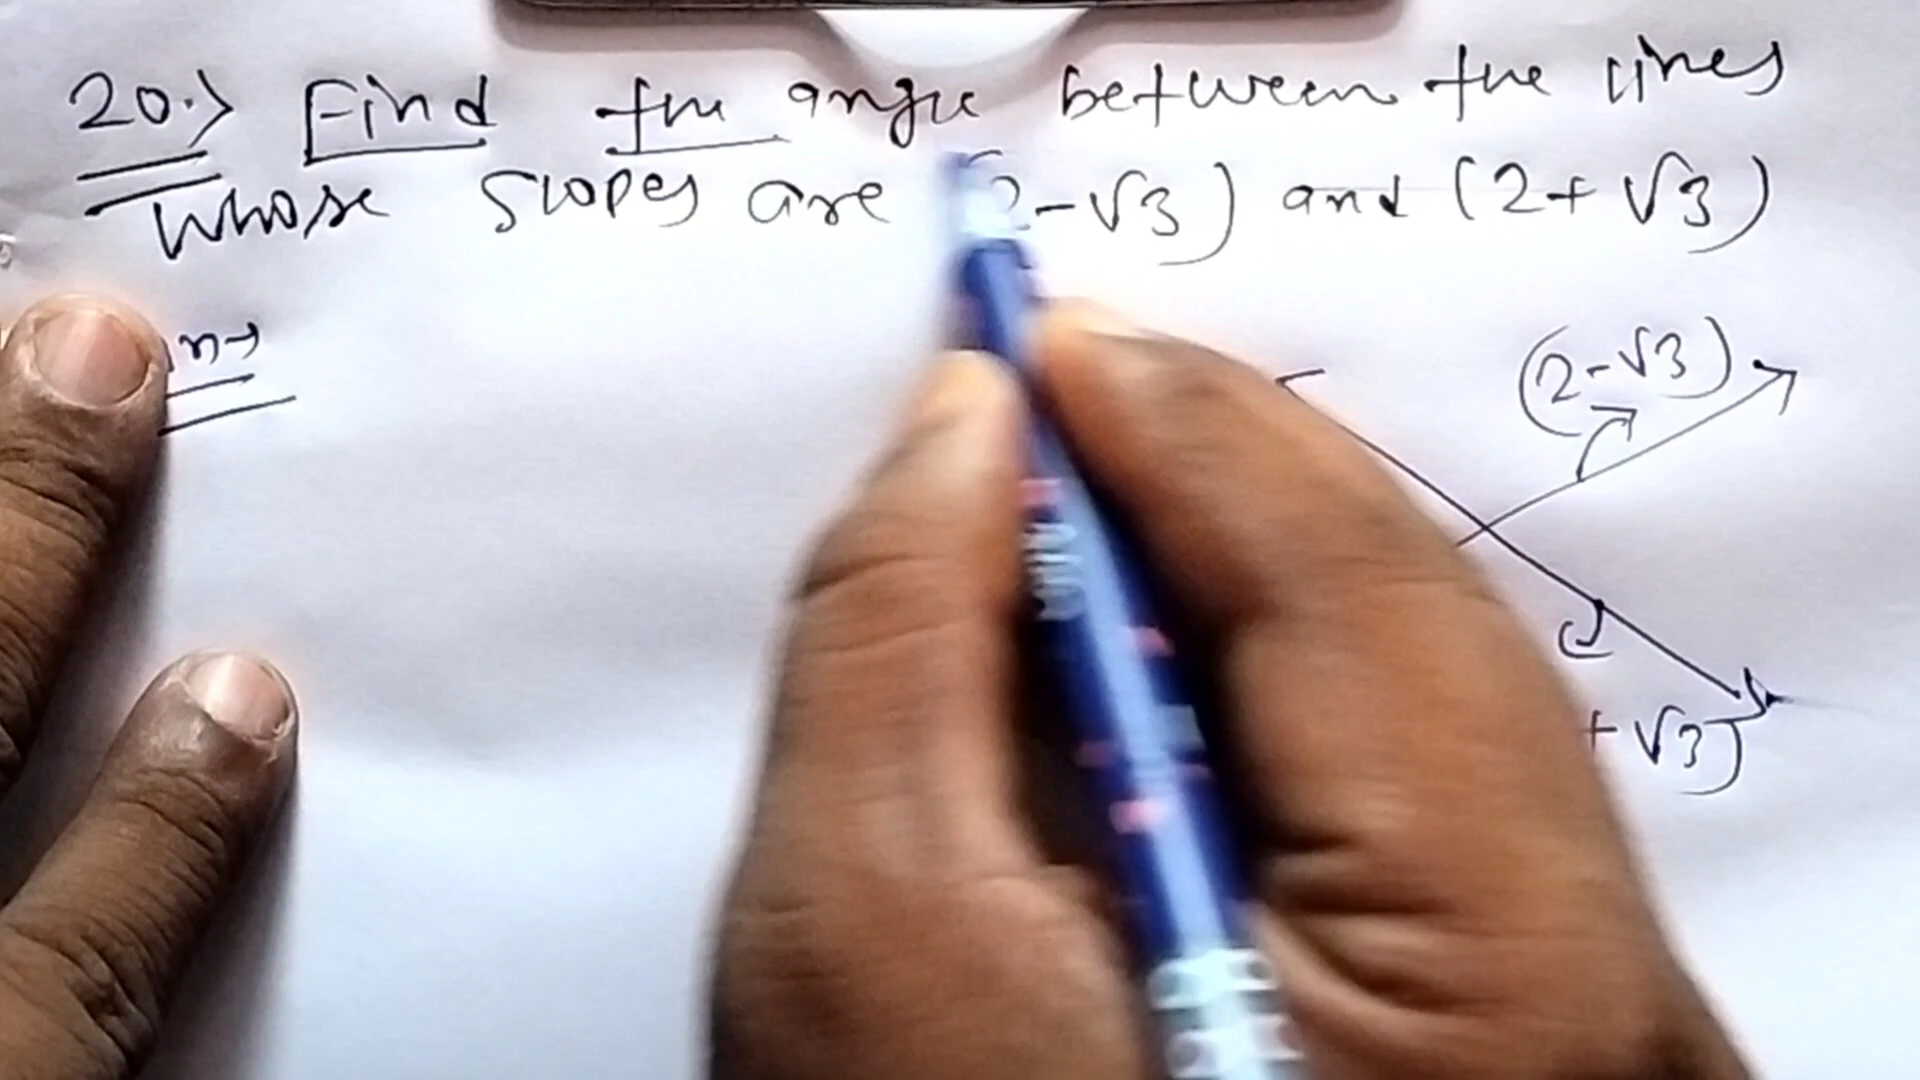 20.> Find the angle between the lines
whose slopes are (2-√3) and (2+√3)
n→
(2-√3)
+√3)